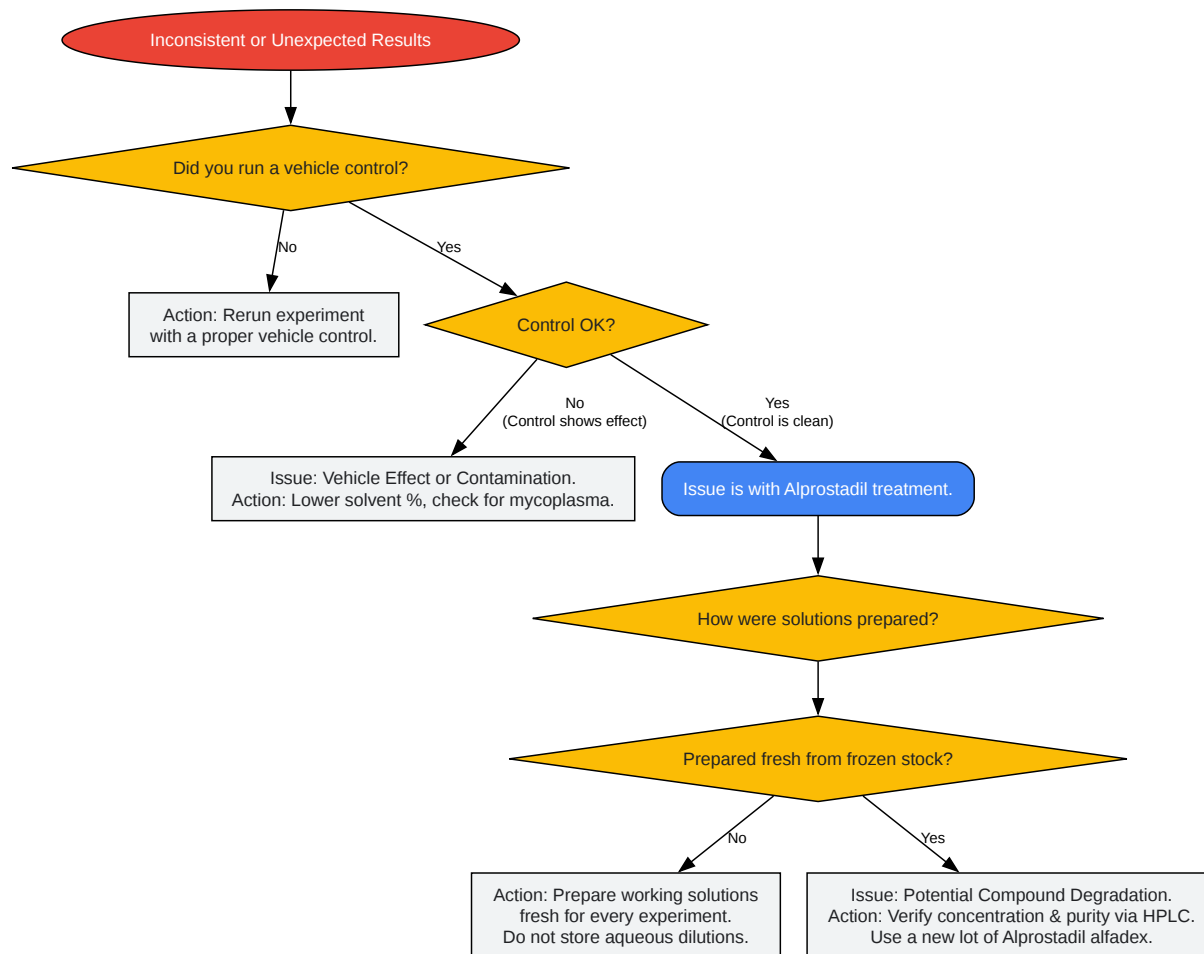 Inconsistent or Unexpected Results
Did you run a vehicle control?
No
Yes
Action: Rerun experiment
with a proper vehicle control.
Control OK?
No
(Control shows effect)
Yes
(Control is clean)
Issue: Vehicle Effect or Contamination.
Action: Lower solvent %, check for mycoplasma.
Issue is with Alprostadil treatment.
How were solutions prepared?
Prepared fresh from frozen stock?
No
Yes
Action: Prepare working solutions
fresh for every experiment.
Do not store aqueous dilutions.
Issue: Potential Compound Degradation.
Action: Verify concentration & purity via HPLC.
Use a new lot of Alprostadil alfadex.